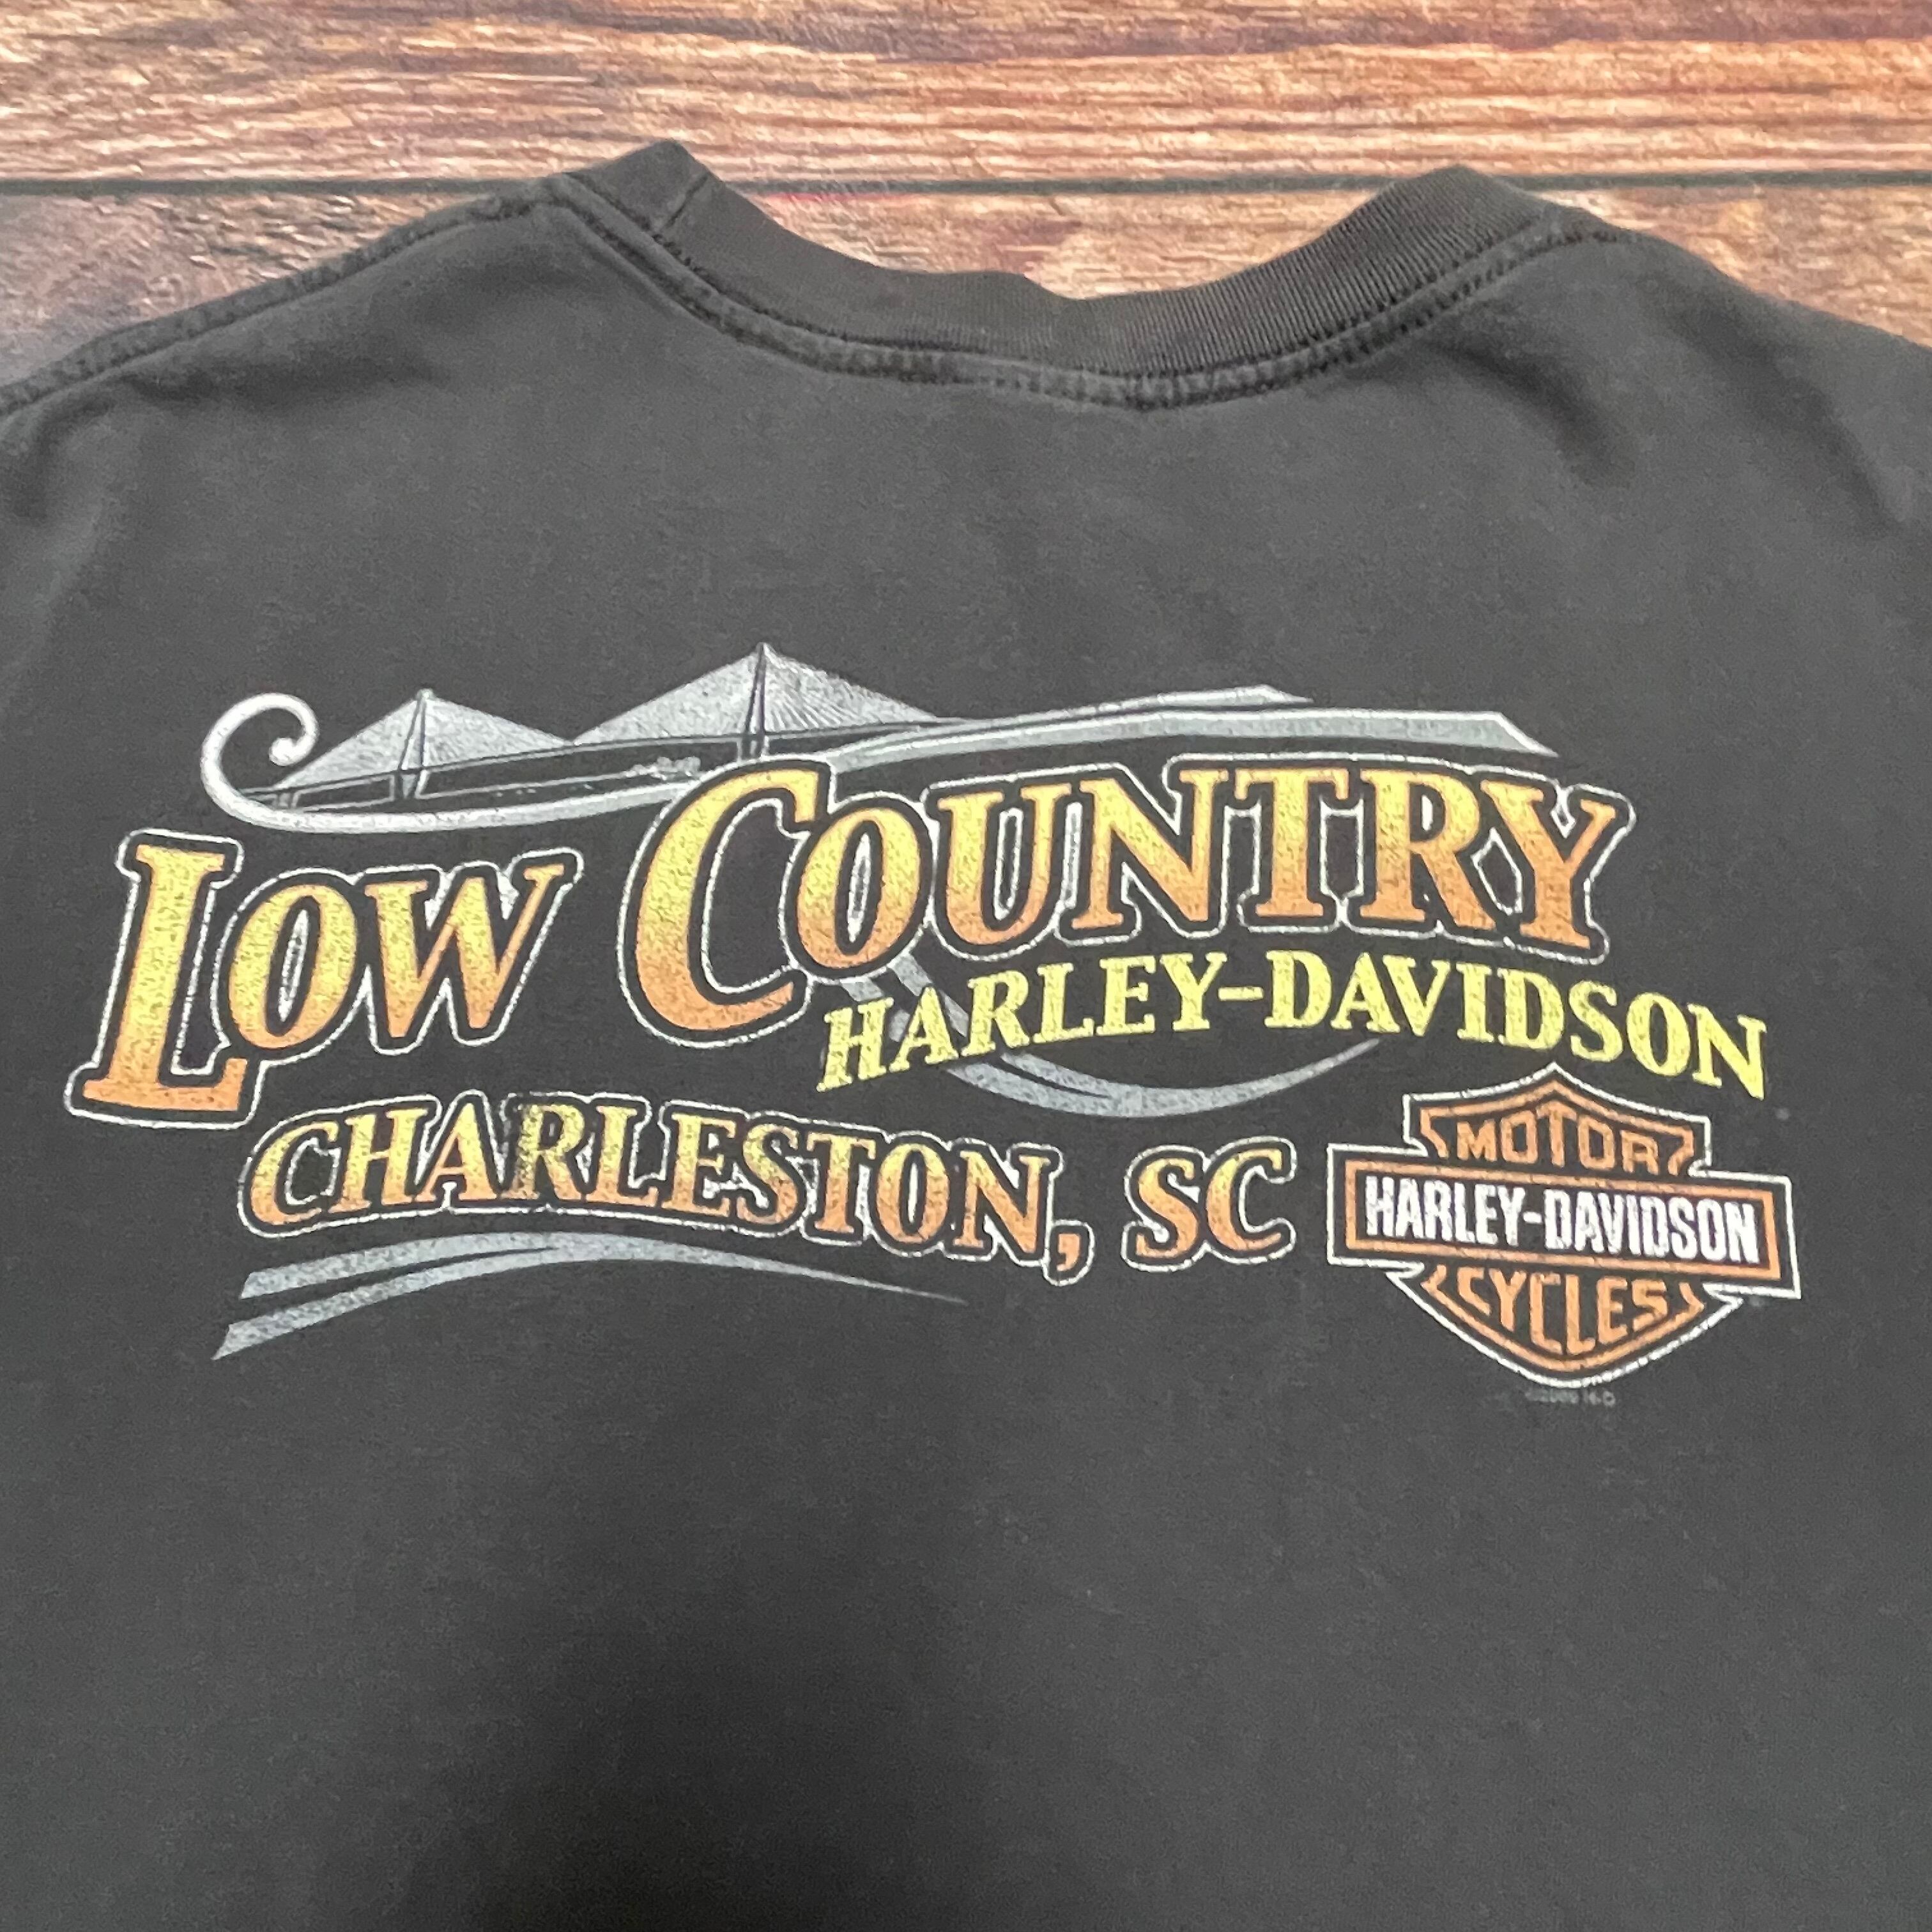 LOW COUNTRY
HARLEY-DAVIDSON
CHARLESTON, SC
MOTOR
HARLEY-DAVIDSON
CYCLES